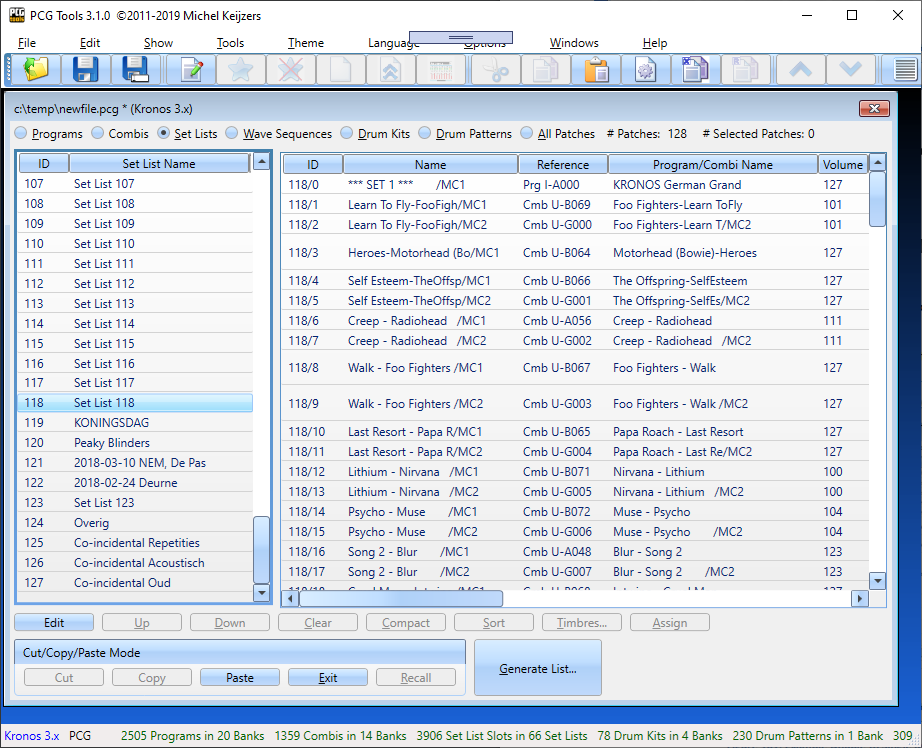 PCG Tools 3.1.0 ©2011-2019 Michel Keijzers
File Edit Show Tools Theme Language Options Windows Help
c:\temp\newfile.pcg * (Kronos 3.x)
Programs Combis Set Lists Wave Sequences Drum Kits Drum Patterns All Patches # Patches: 128 # Selected Patches: 0
ID Set List Name
107 Set List 107
108 Set List 108
109 Set List 109
110 Set List 110
111 Set List 111
112 Set List 112
113 Set List 113
114 Set List 114
115 Set List 115
116 Set List 116
117 Set List 117
118 Set List 118
119 KONINGSDAG
120 Peaky Blinders
121 2018-03-10 NEM, De Pas
122 2018-02-24 Deurne
123 Set List 123
124 Overig
125 Co-incidental Repetities
126 Co-incidental Acoustisch
127 Co-incidental Oud
ID Name Reference Program/Combi Name Volume
118/0 *** SET 1 *** /MC1 Prg I-A000 KRONOS German Grand 127
118/1 Learn To Fly-FooFigh/MC1 Cmb U-B069 Foo Fighters-Learn ToFly 101
118/2 Learn To Fly-FooFigh/MC2 Cmb U-G000 Foo Fighters-Learn T/MC2 101
118/3 Heroes-Motorhead (Bo/MC1 Cmb U-B064 Motorhead (Bowie)-Heroes 127
118/4 Self Esteem-TheOffsp/MC1 Cmb U-B066 The Offspring-SelfEsteem 127
118/5 Self Esteem-TheOffsp/MC2 Cmb U-G001 The Offspring-SelfEs/MC2 127
118/6 Creep - Radiohead /MC1 Cmb U-A056 Creep - Radiohead 111
118/7 Creep - Radiohead /MC2 Cmb U-G002 Creep - Radiohead /MC2 111
118/8 Walk - Foo Fighters /MC1 Cmb U-B067 Foo Fighters - Walk 127
118/9 Walk - Foo Fighters /MC2 Cmb U-G003 Foo Fighters - Walk /MC2 127
118/10 Last Resort - Papa R/MC1 Cmb U-B065 Papa Roach - Last Resort 127
118/11 Last Resort - Papa R/MC2 Cmb U-G004 Papa Roach - Last Re/MC2 127
118/12 Lithium - Nirvana /MC1 Cmb U-B071 Nirvana - Lithium 100
118/13 Lithium - Nirvana /MC2 Cmb U-G005 Nirvana - Lithium /MC2 100
118/14 Psycho - Muse /MC1 Cmb U-B072 Muse - Psycho 104
118/15 Psycho - Muse /MC2 Cmb U-G006 Muse - Psycho /MC2 104
118/16 Song 2 - Blur /MC1 Cmb U-A048 Blur - Song 2 123
118/17 Song 2 - Blur /MC2 Cmb U-G007 Blur - Song 2 /MC2 123
Edit Up Down Clear Compact Sort Timbres... Assign
Cut/Copy/Paste Mode
Cut Copy Paste Exit Recall
Generate List...
Kronos 3.x PCG 2505 Programs in 20 Banks 1359 Combis in 14 Banks 3906 Set List Slots in 66 Set Lists 78 Drum Kits in 4 Banks 230 Drum Patterns in 1 Bank 309